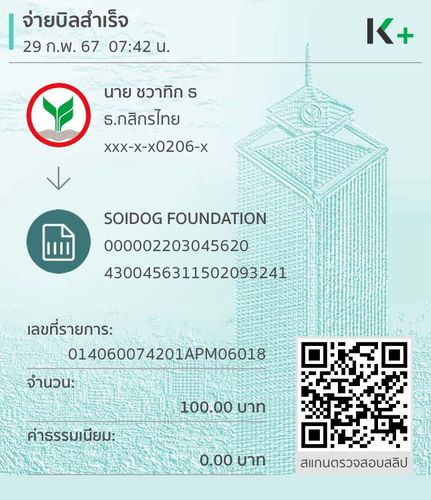 จ่ายบิลสำเร็จ
29 ก.พ. 67 07:42 น.
K+
นาย ชวาทิก ธ
ธ.กสิกรไทย
xxx-x-x0206-x
SOIDOG FOUNDATION
000002203045620
4300456311502093241
เลขที่รายการ:
014060074201APM06018
จำนวน:
100.00 บาท
ค่าธรรมเนียม:
0.00 บาท
สแกนตรวจสอบสลิป